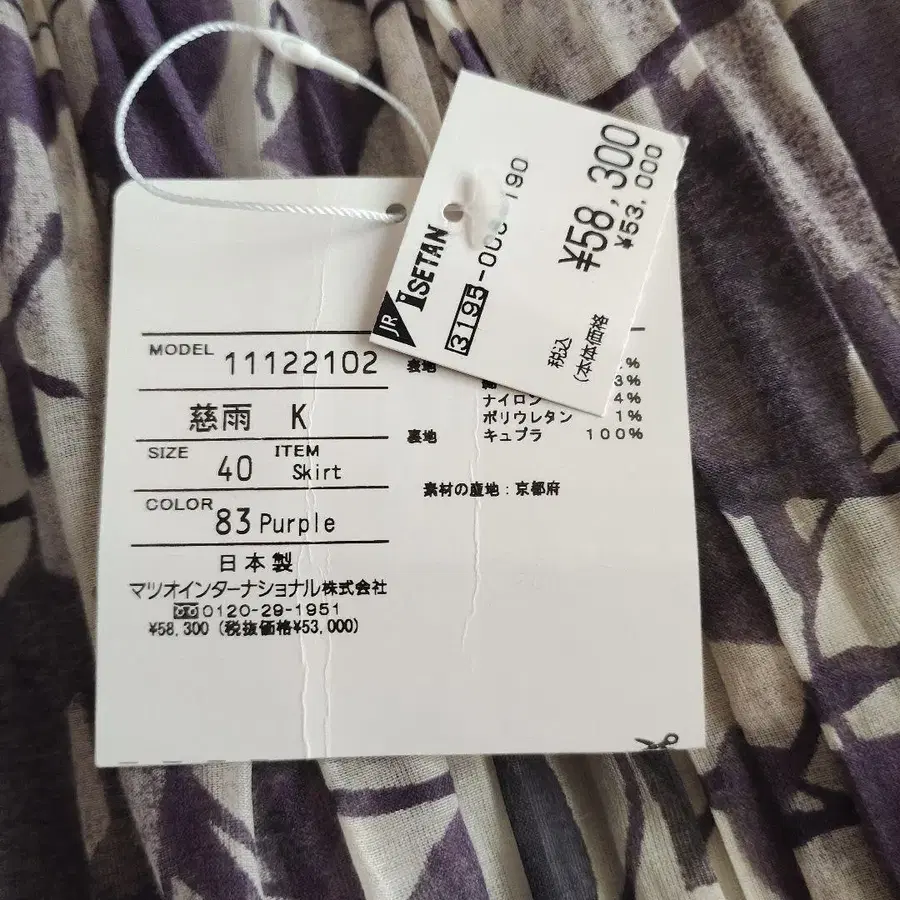 JR ISETAN
3195-00 190
¥58,300
¥53,000
税込
(本体価格
MODEL 11122102
慈雨 K
SIZE 40 ITEM Skirt
COLOR 83 Purple
日本製
マツオインターナショナル株式会社
0120-29-1951
¥58,300 (税抜価格¥53,000)
表地
%
3%
ナイロン 4%
ポリウレタン 1%
裏地 キュプラ 100%
素材の産地:京都府